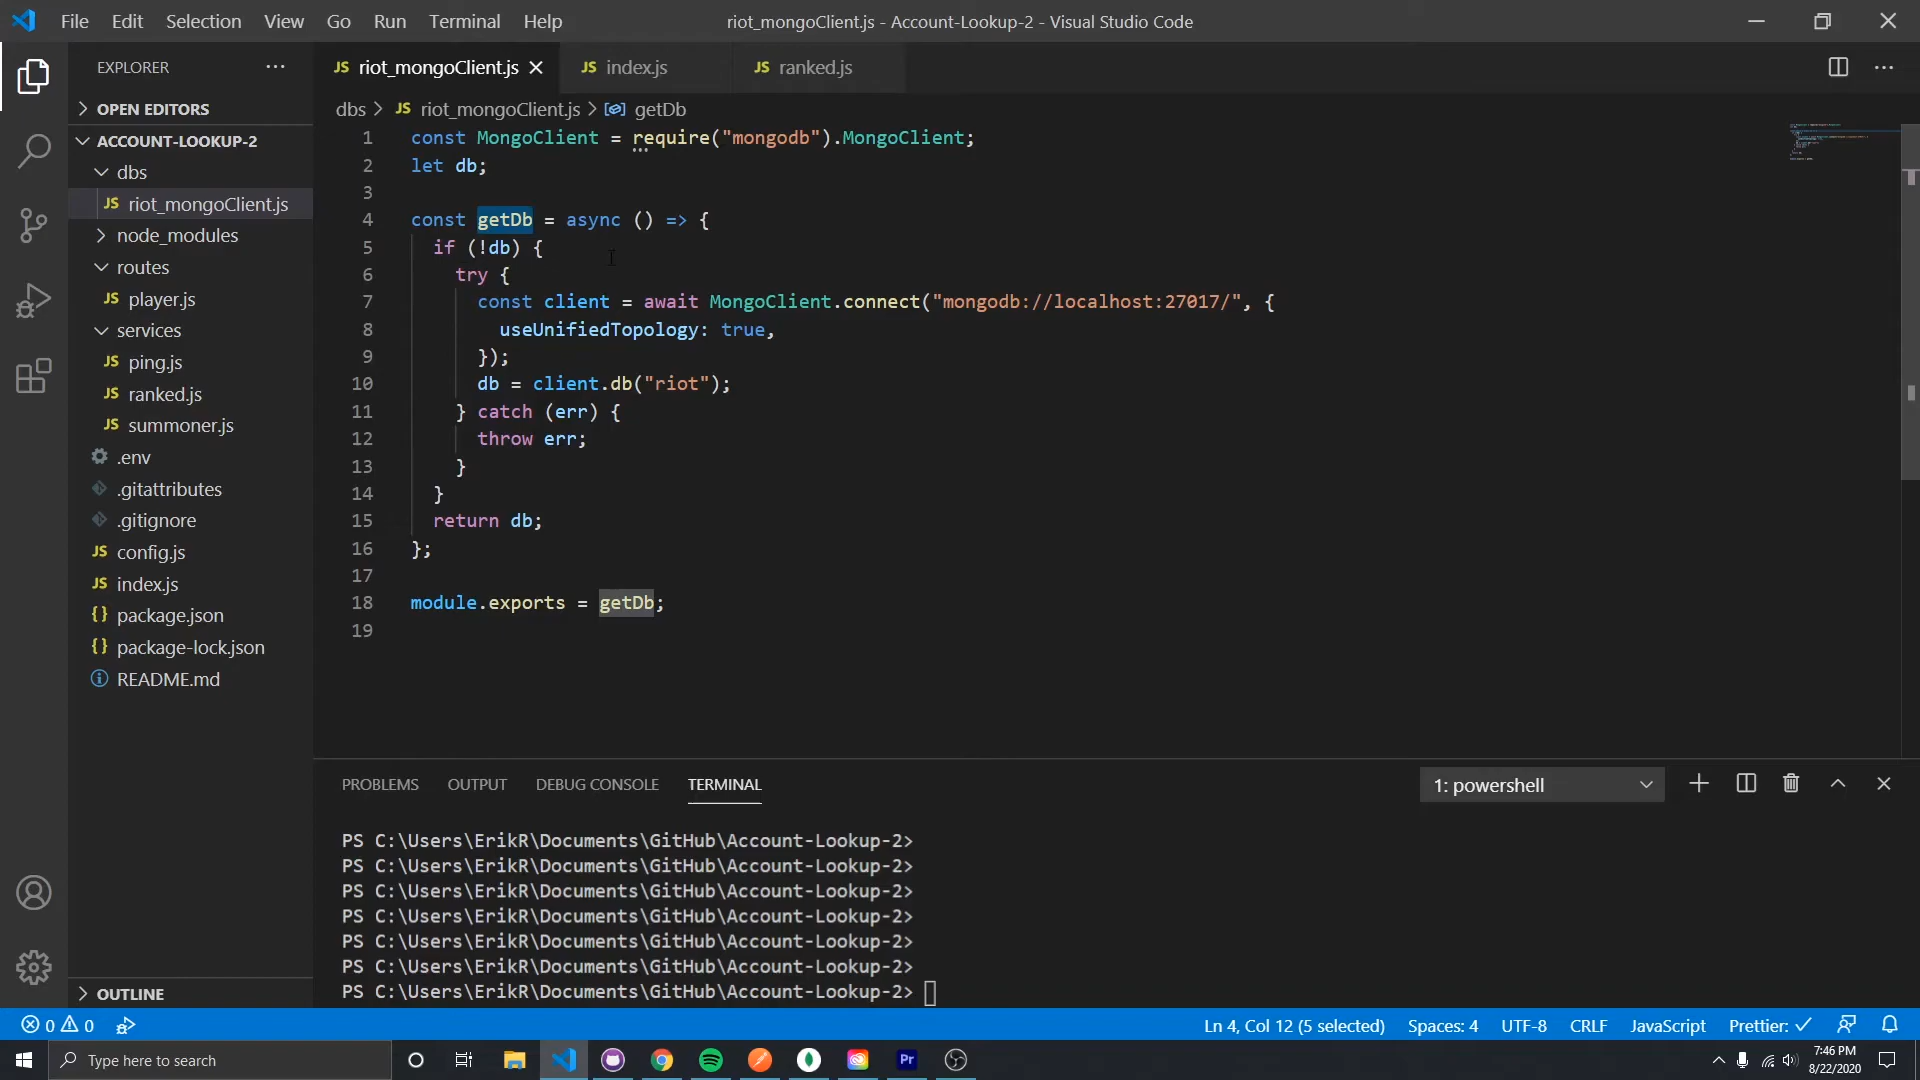 File Edit Selection View Go Run Terminal Help
riot_mongoClient.js - Account-Lookup-2 - Visual Studio Code
EXPLORER
OPEN EDITORS
ACCOUNT-LOOKUP-2
dbs
JS riot_mongoClient.js
node_modules
routes
JS player.js
services
JS ping.js
JS ranked.js
JS summoner.js
.env
.gitattributes
.gitignore
JS config.js
JS index.js
{} package.json
{} package-lock.json
README.md
OUTLINE
JS riot_mongoClient.js JS index.js JS ranked.js
dbs > JS riot_mongoClient.js > getDb
1 const MongoClient = require("mongodb").MongoClient;
2 let db;
3
4 const getDb = async () => {
5 if (!db) {
6 try {
7 const client = await MongoClient.connect("mongodb://localhost:27017/", {
8 useUnifiedTopology: true,
9 });
10 db = client.db("riot");
11 } catch (err) {
12 throw err;
13 }
14 }
15 return db;
16 };
17
18 module.exports = getDb;
19
PROBLEMS OUTPUT DEBUG CONSOLE TERMINAL 1: powershell
PS C:\Users\ErikR\Documents\GitHub\Account-Lookup-2>
PS C:\Users\ErikR\Documents\GitHub\Account-Lookup-2>
PS C:\Users\ErikR\Documents\GitHub\Account-Lookup-2>
PS C:\Users\ErikR\Documents\GitHub\Account-Lookup-2>
PS C:\Users\ErikR\Documents\GitHub\Account-Lookup-2>
PS C:\Users\ErikR\Documents\GitHub\Account-Lookup-2>
PS C:\Users\ErikR\Documents\GitHub\Account-Lookup-2>
0 0 Ln 4, Col 12 (5 selected) Spaces: 4 UTF-8 CRLF JavaScript Prettier: ✓
Type here to search
Pr
7:46 PM
8/22/2020